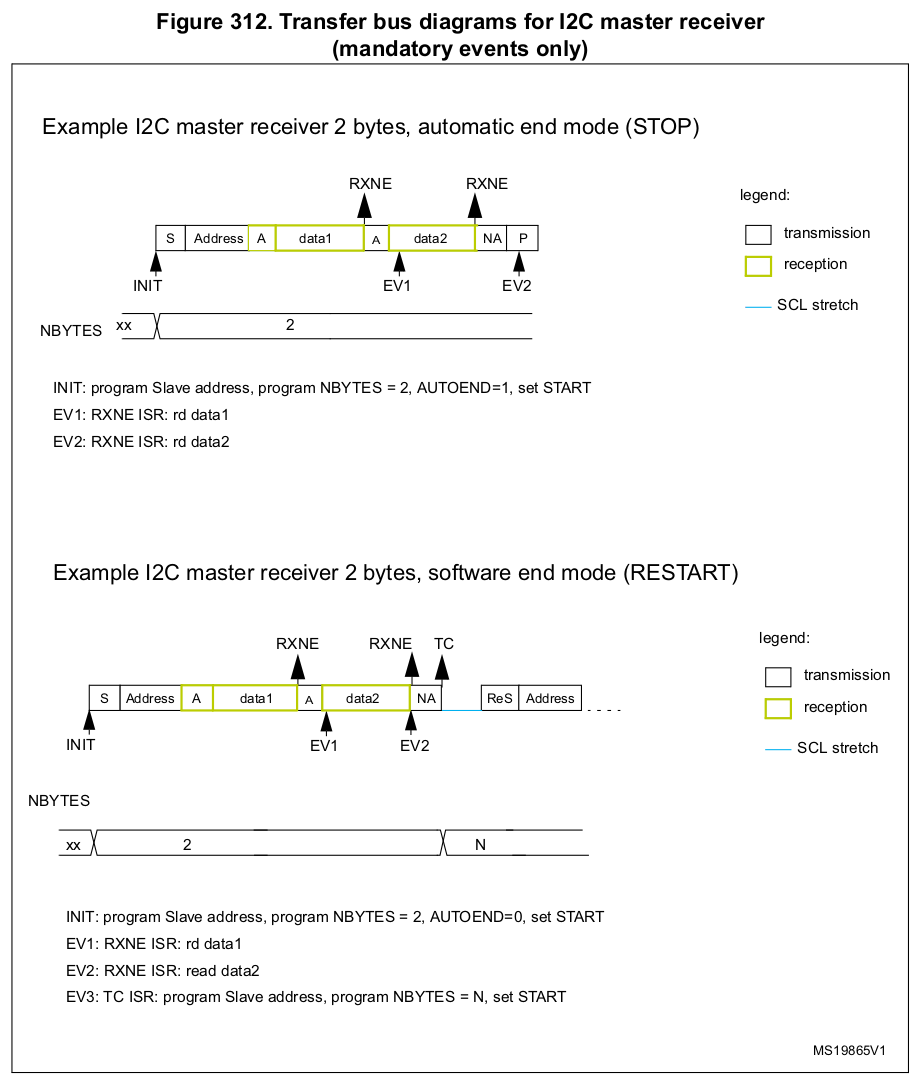 Figure 312. Transfer bus diagrams for I2C master receiver
(mandatory events only)
Example I2C master receiver 2 bytes, automatic end mode (STOP)
RXNE RXNE
legend:
S Address A data1 A data2 NA P
transmission
reception
INIT EV1 EV2
SCL stretch
NBYTES xx 2
INIT: program Slave address, program NBYTES = 2, AUTOEND=1, set START
EV1: RXNE ISR: rd data1
EV2: RXNE ISR: rd data2
Example I2C master receiver 2 bytes, software end mode (RESTART)
RXNE RXNE TC
legend:
S Address A data1 A data2 NA ReS Address
transmission
reception
INIT EV1 EV2
SCL stretch
NBYTES
xx 2 N
INIT: program Slave address, program NBYTES = 2, AUTOEND=0, set START
EV1: RXNE ISR: rd data1
EV2: RXNE ISR: read data2
EV3: TC ISR: program Slave address, program NBYTES = N, set START
MS19865V1